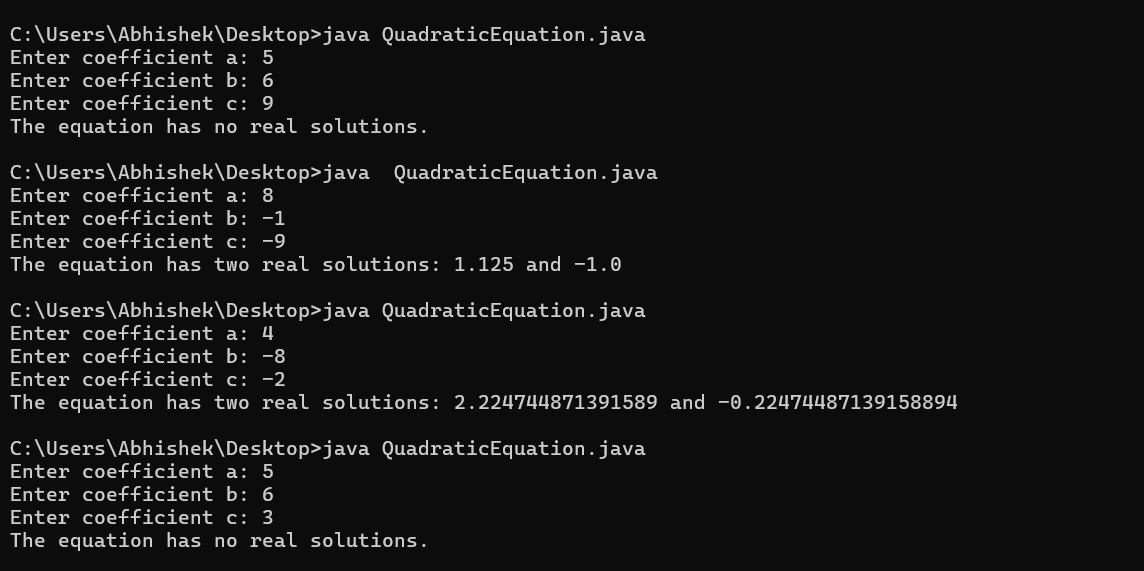 C:\Users\Abhishek\Desktop>java QuadraticEquation.java
Enter coefficient a: 5
Enter coefficient b: 6
Enter coefficient c: 9
The equation has no real solutions.
C:\Users\Abhishek\Desktop>java  QuadraticEquation.java
Enter coefficient a: 8
Enter coefficient b: -1
Enter coefficient c: -9
The equation has two real solutions: 1.125 and -1.0
C:\Users\Abhishek\Desktop>java QuadraticEquation.java
Enter coefficient a: 4
Enter coefficient b: -8
Enter coefficient c: -2
The equation has two real solutions: 2.224744871391589 and -0.22474487139158894
C:\Users\Abhishek\Desktop>java QuadraticEquation.java
Enter coefficient a: 5
Enter coefficient b: 6
Enter coefficient c: 3
The equation has no real solutions.